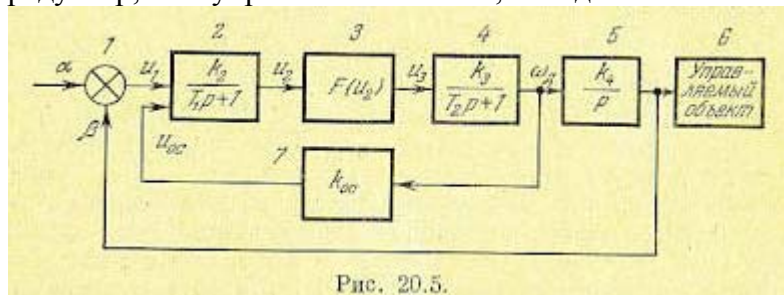 1 2 3 4 5 6
α u₁ k₂ u₂ F(u₂) u₃ k₃ ωд k₄ Управ-
T₁p+1 T₂p+1 p ляемый
объект
β uос 7 kос
Рис. 20.5.